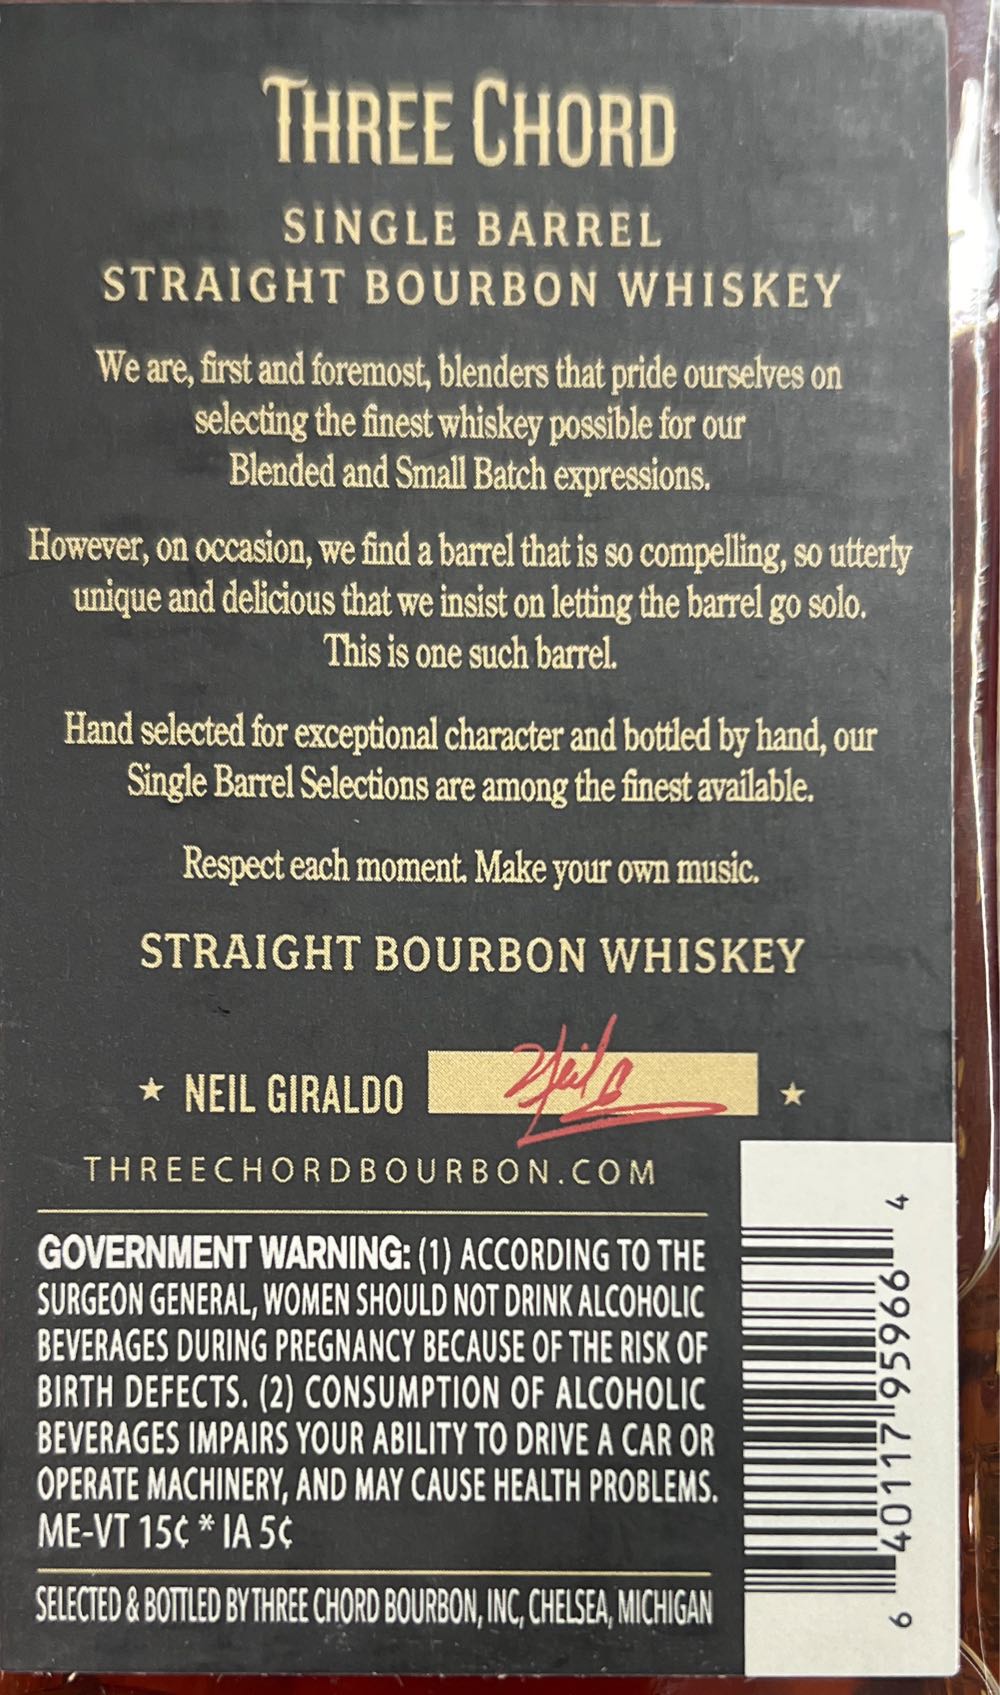 THREE CHORD
SINGLE BARREL
STRAIGHT BOURBON WHISKEY
We are, first and foremost, blenders that pride ourselves on
selecting the finest whiskey possible for our
Blended and Small Batch expressions.
However, on occasion, we find a barrel that is so compelling, so utterly
unique and delicious that we insist on letting the barrel go solo.
This is one such barrel.
Hand selected for exceptional character and bottled by hand, our
Single Barrel Selections are among the finest available.
Respect each moment. Make your own music.
STRAIGHT BOURBON WHISKEY
★ NEIL GIRALDO Neil G ★
THREECHORDBOURBON.COM
GOVERNMENT WARNING: (1) ACCORDING TO THE
SURGEON GENERAL, WOMEN SHOULD NOT DRINK ALCOHOLIC
BEVERAGES DURING PREGNANCY BECAUSE OF THE RISK OF
BIRTH DEFECTS. (2) CONSUMPTION OF ALCOHOLIC
BEVERAGES IMPAIRS YOUR ABILITY TO DRIVE A CAR OR
OPERATE MACHINERY, AND MAY CAUSE HEALTH PROBLEMS.
ME-VT 15¢ * IA 5¢
SELECTED & BOTTLED BY THREE CHORD BOURBON, INC, CHELSEA, MICHIGAN
6 40117 95966 4